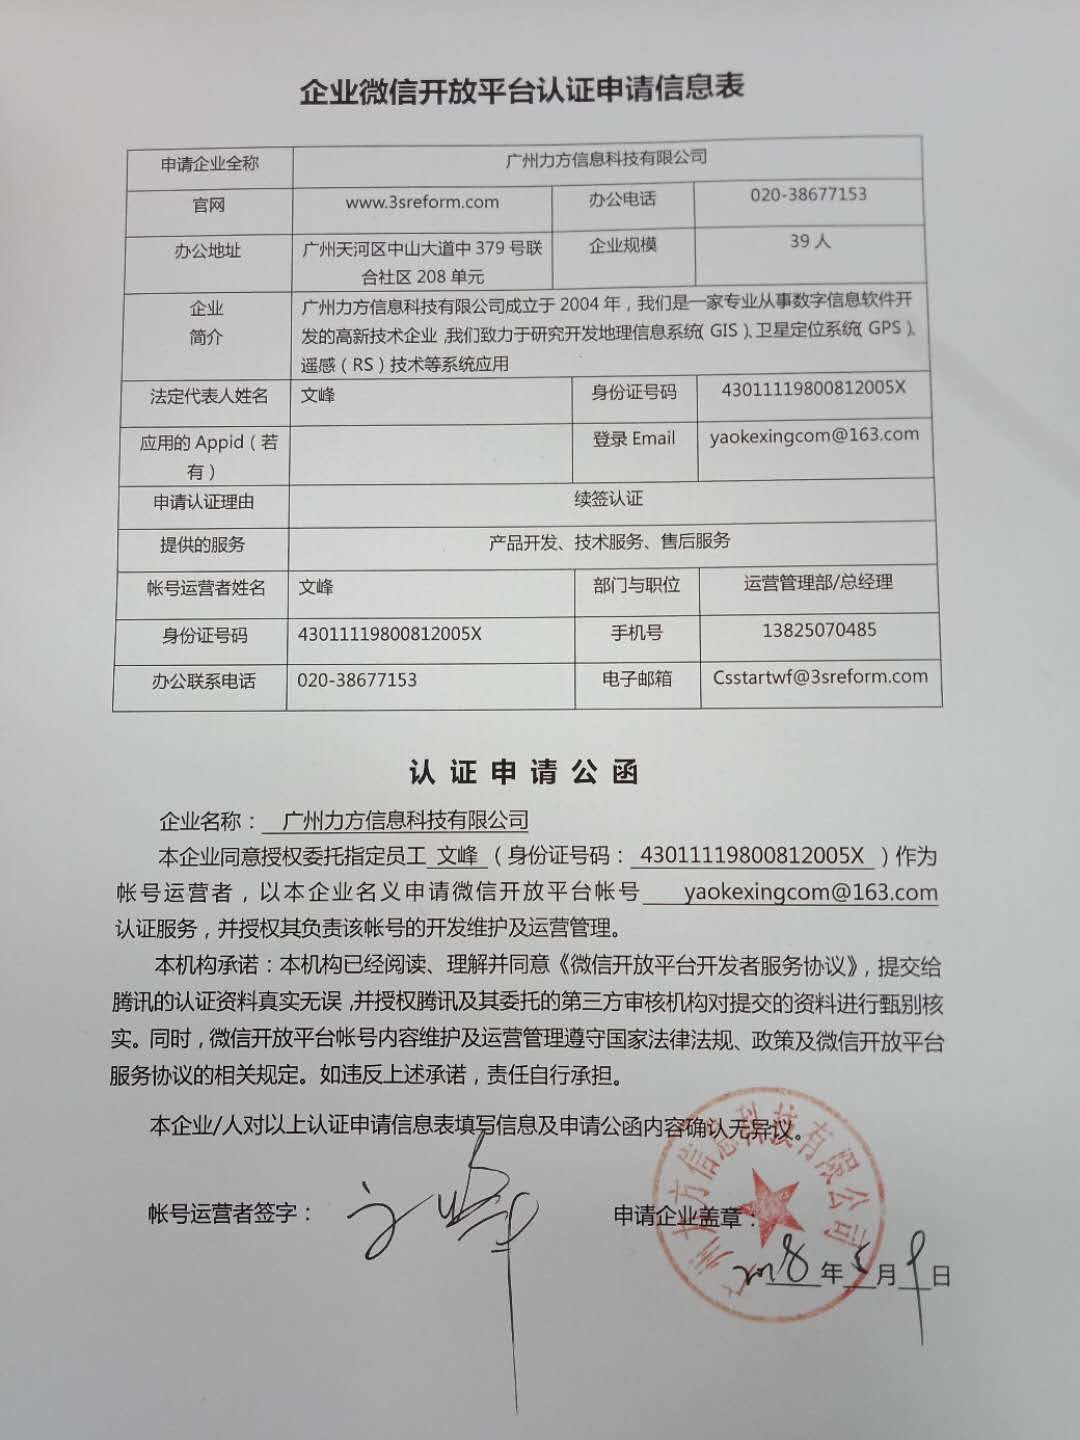 企业微信开放平台认证申请信息表
申请企业全称 广州力方信息科技有限公司
官网 www.3sreform.com 办公电话 020-38677153
办公地址 广州天河区中山大道中 379 号联
合社区 208 单元 企业规模 39 人
企业
简介
广州力方信息科技有限公司成立于 2004 年，我们是一家专业从事数字信息软件开
发的高新技术企业，我们致力于研究开发地理信息系统（GIS）、卫星定位系统（GPS）、
遥感（RS）技术等系统应用
法定代表人姓名 文峰 身份证号码 43011119800812005X
应用的 Appid（若
有） 登录 Email yaokexingcom@163.com
申请认证理由 续签认证
提供的服务 产品开发、技术服务、售后服务
帐号运营者姓名 文峰 部门与职位 运营管理部/总经理
身份证号码 43011119800812005X 手机号 13825070485
办公联系电话 020-38677153 电子邮箱 Csstartwf@3sreform.com
认证申请公函
企业名称：广州力方信息科技有限公司
本企业同意授权委托指定员工 文峰 （身份证号码：43011119800812005X ）作为
帐号运营者，以本企业名义申请微信开放平台帐号 yaokexingcom@163.com
认证服务，并授权其负责该帐号的开发维护及运营管理。
本机构承诺：本机构已经阅读、理解并同意《微信开放平台开发者服务协议》，提交给
腾讯的认证资料真实无误，并授权腾讯及其委托的第三方审核机构对提交的资料进行甄别核
实。同时，微信开放平台帐号内容维护及运营管理遵守国家法律法规、政策及微信开放平台
服务协议的相关规定。如违反上述承诺，责任自行承担。
本企业/人对以上认证申请信息表填写信息及申请公函内容确认无异议。
帐号运营者签字：文峰 申请企业盖章：
广州力方信息科技有限公司
2018年5月9日